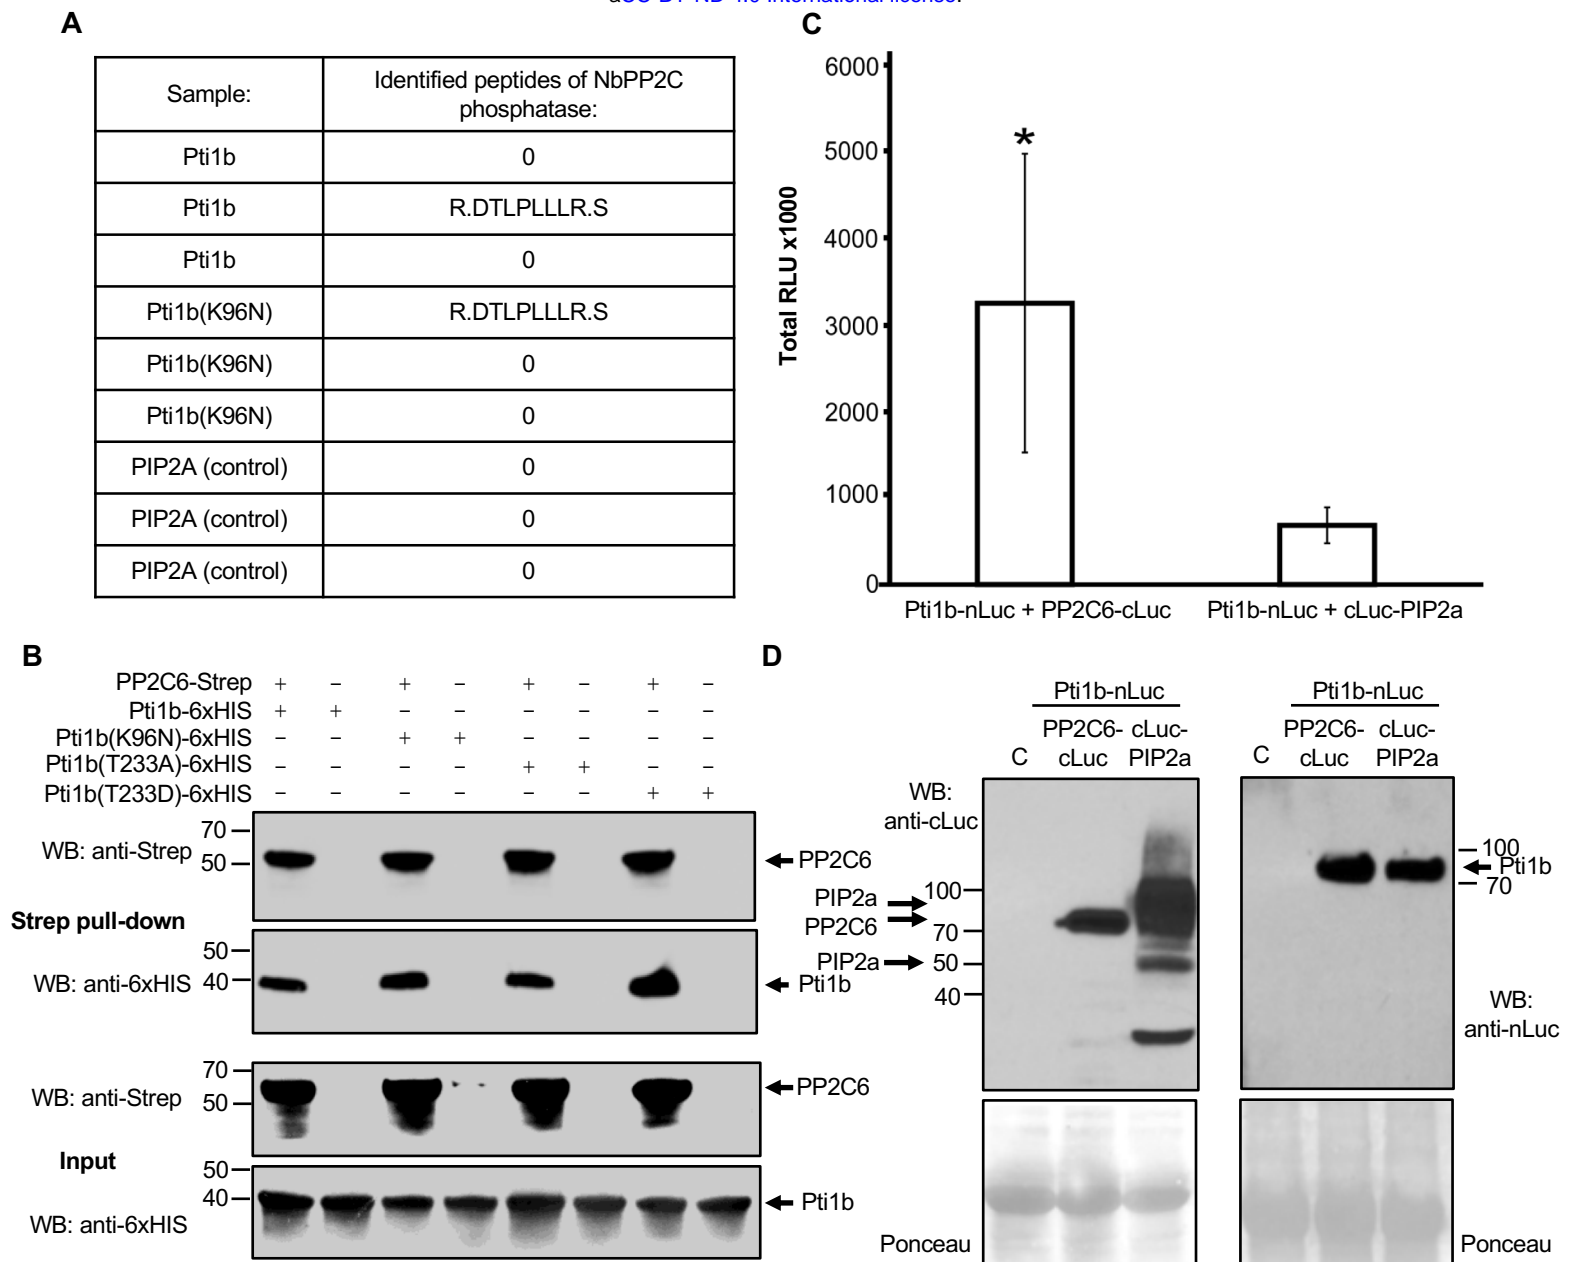 A
Sample:
Identified peptides of NbPP2C
phosphatase:
Pti1b 0
Pti1b R.DTLPLLLR.S
Pti1b 0
Pti1b(K96N) R.DTLPLLLR.S
Pti1b(K96N) 0
Pti1b(K96N) 0
PIP2A (control) 0
PIP2A (control) 0
PIP2A (control) 0
C
Total RLU x1000
6000
5000
4000
3000
2000
1000
0
*
Pti1b-nLuc + PP2C6-cLuc Pti1b-nLuc + cLuc-PIP2a
B
PP2C6-Strep + – + – + – + –
Pti1b-6xHIS + + – – – – – –
Pti1b(K96N)-6xHIS – – + + – – – –
Pti1b(T233A)-6xHIS – – – – + + – –
Pti1b(T233D)-6xHIS – – – – – – + +
70
WB: anti-Strep
50
PP2C6
Strep pull-down
50
WB: anti-6xHIS
40
Pti1b
70
WB: anti-Strep
50
PP2C6
Input
50
40
WB: anti-6xHIS
Pti1b
D
Pti1b-nLuc
C
PP2C6-
cLuc
cLuc-
PIP2a
WB:
anti-cLuc
PIP2a
100
PP2C6
70
PIP2a
50
40
Ponceau
Pti1b-nLuc
C
PP2C6-
cLuc
cLuc-
PIP2a
100
Pti1b
70
WB:
anti-nLuc
Ponceau